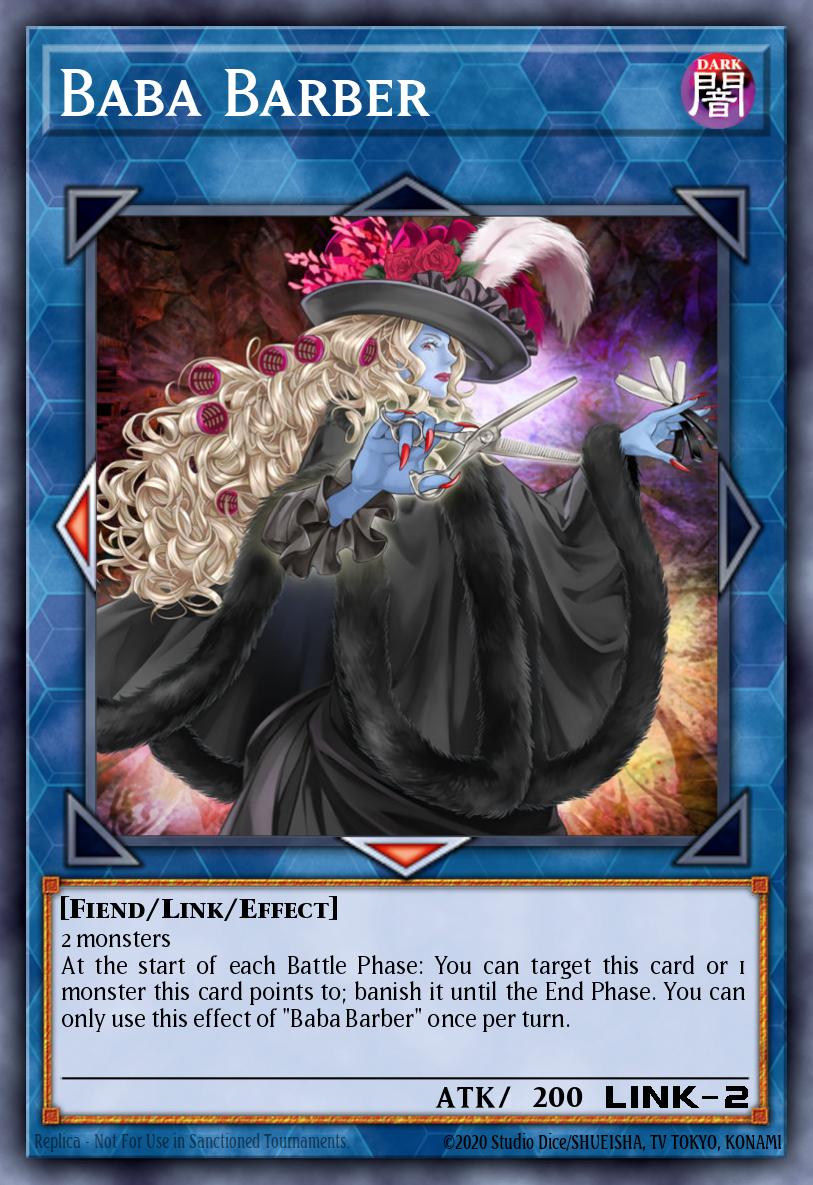 Baba Barber
DARK
闇
[Fiend/Link/Effect]
2 monsters
At the start of each Battle Phase: You can target this card or 1
monster this card points to; banish it until the End Phase. You can
only use this effect of "Baba Barber" once per turn.
ATK/ 200 LINK-2
Replica - Not For Use in Sanctioned Tournaments. ©2020 Studio Dice/SHUEISHA, TV TOKYO, KONAMI